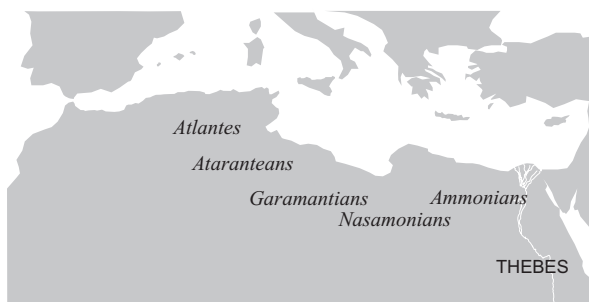 Atlantes
Ataranteans
Garamantians
Ammonians
Nasamonians
THEBES